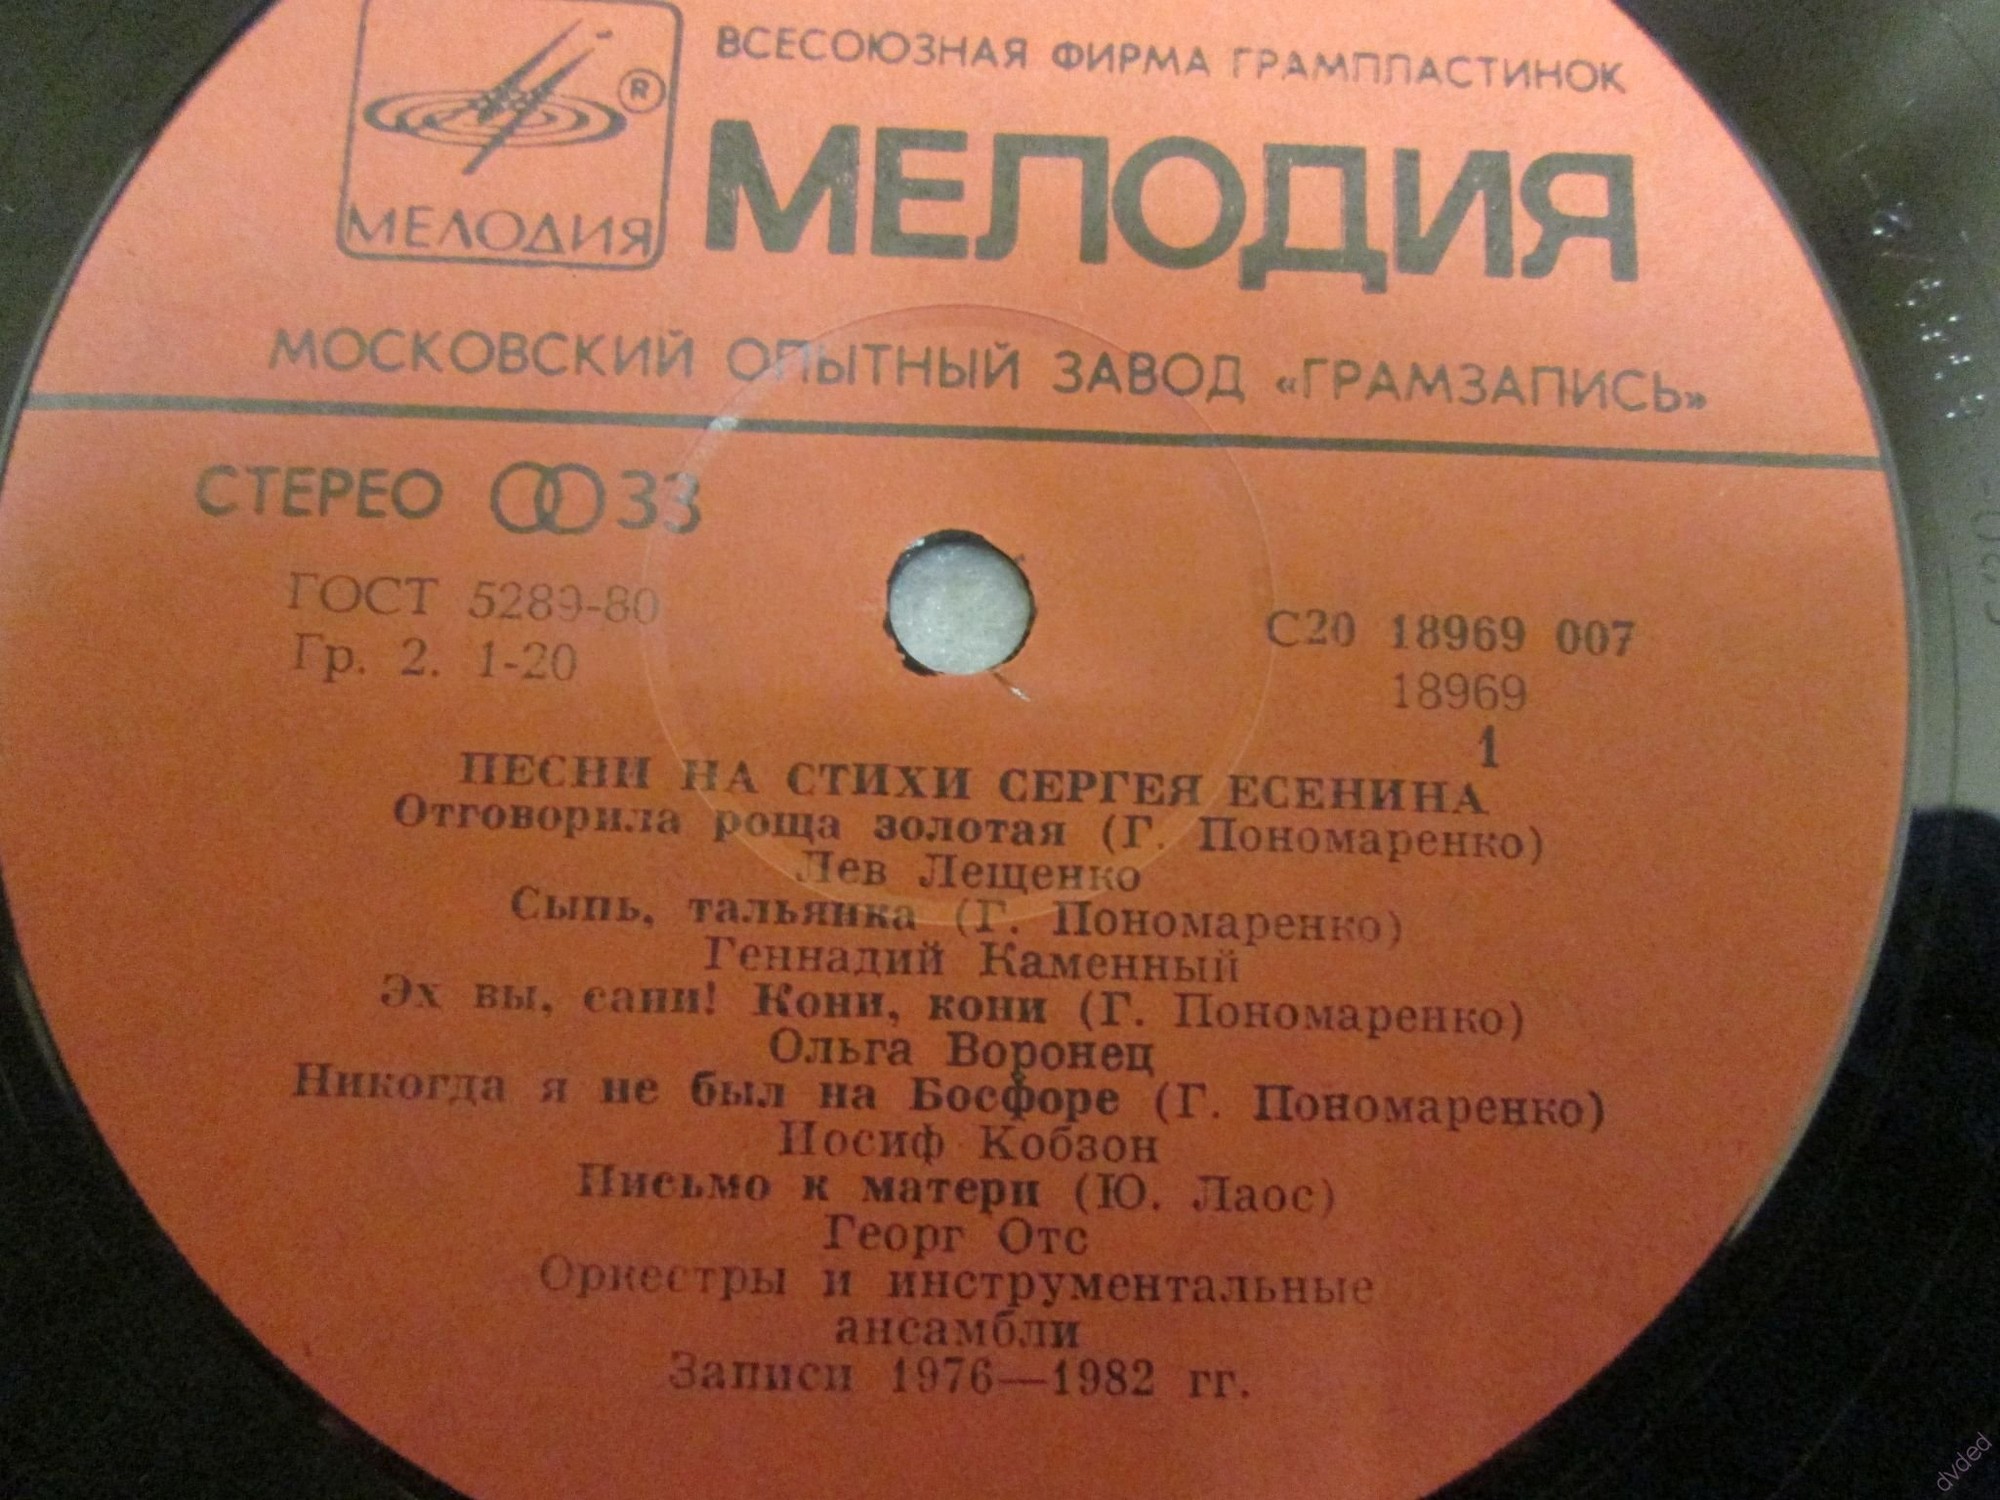 ВСЕСОЮЗНАЯ ФИРМА ГРАМПЛАСТИНОК
®
МЕЛОДИЯ
МЕЛОДИЯ
МОСКОВСКИЙ ОПЫТНЫЙ ЗАВОД «ГРАМЗАПИСЬ»
СТЕРЕО 33
ГОСТ 5289-80
Гр. 2. 1-20
С20 18969 007
18969
1
ПЕСНИ НА СТИХИ СЕРГЕЯ ЕСЕНИНА
Отговорила роща золотая (Г. Пономаренко)
Лев Лещенко
Сыпь, тальянка (Г. Пономаренко)
Геннадий Каменный
Эх вы, сани! Кони, кони (Г. Пономаренко)
Ольга Воронец
Никогда я не был на Босфоре (Г. Пономаренко)
Иосиф Кобзон
Письмо к матери (Ю. Лаос)
Георг Отс
Оркестры и инструментальные
ансамбли
Записи 1976—1982 гг.
dvded